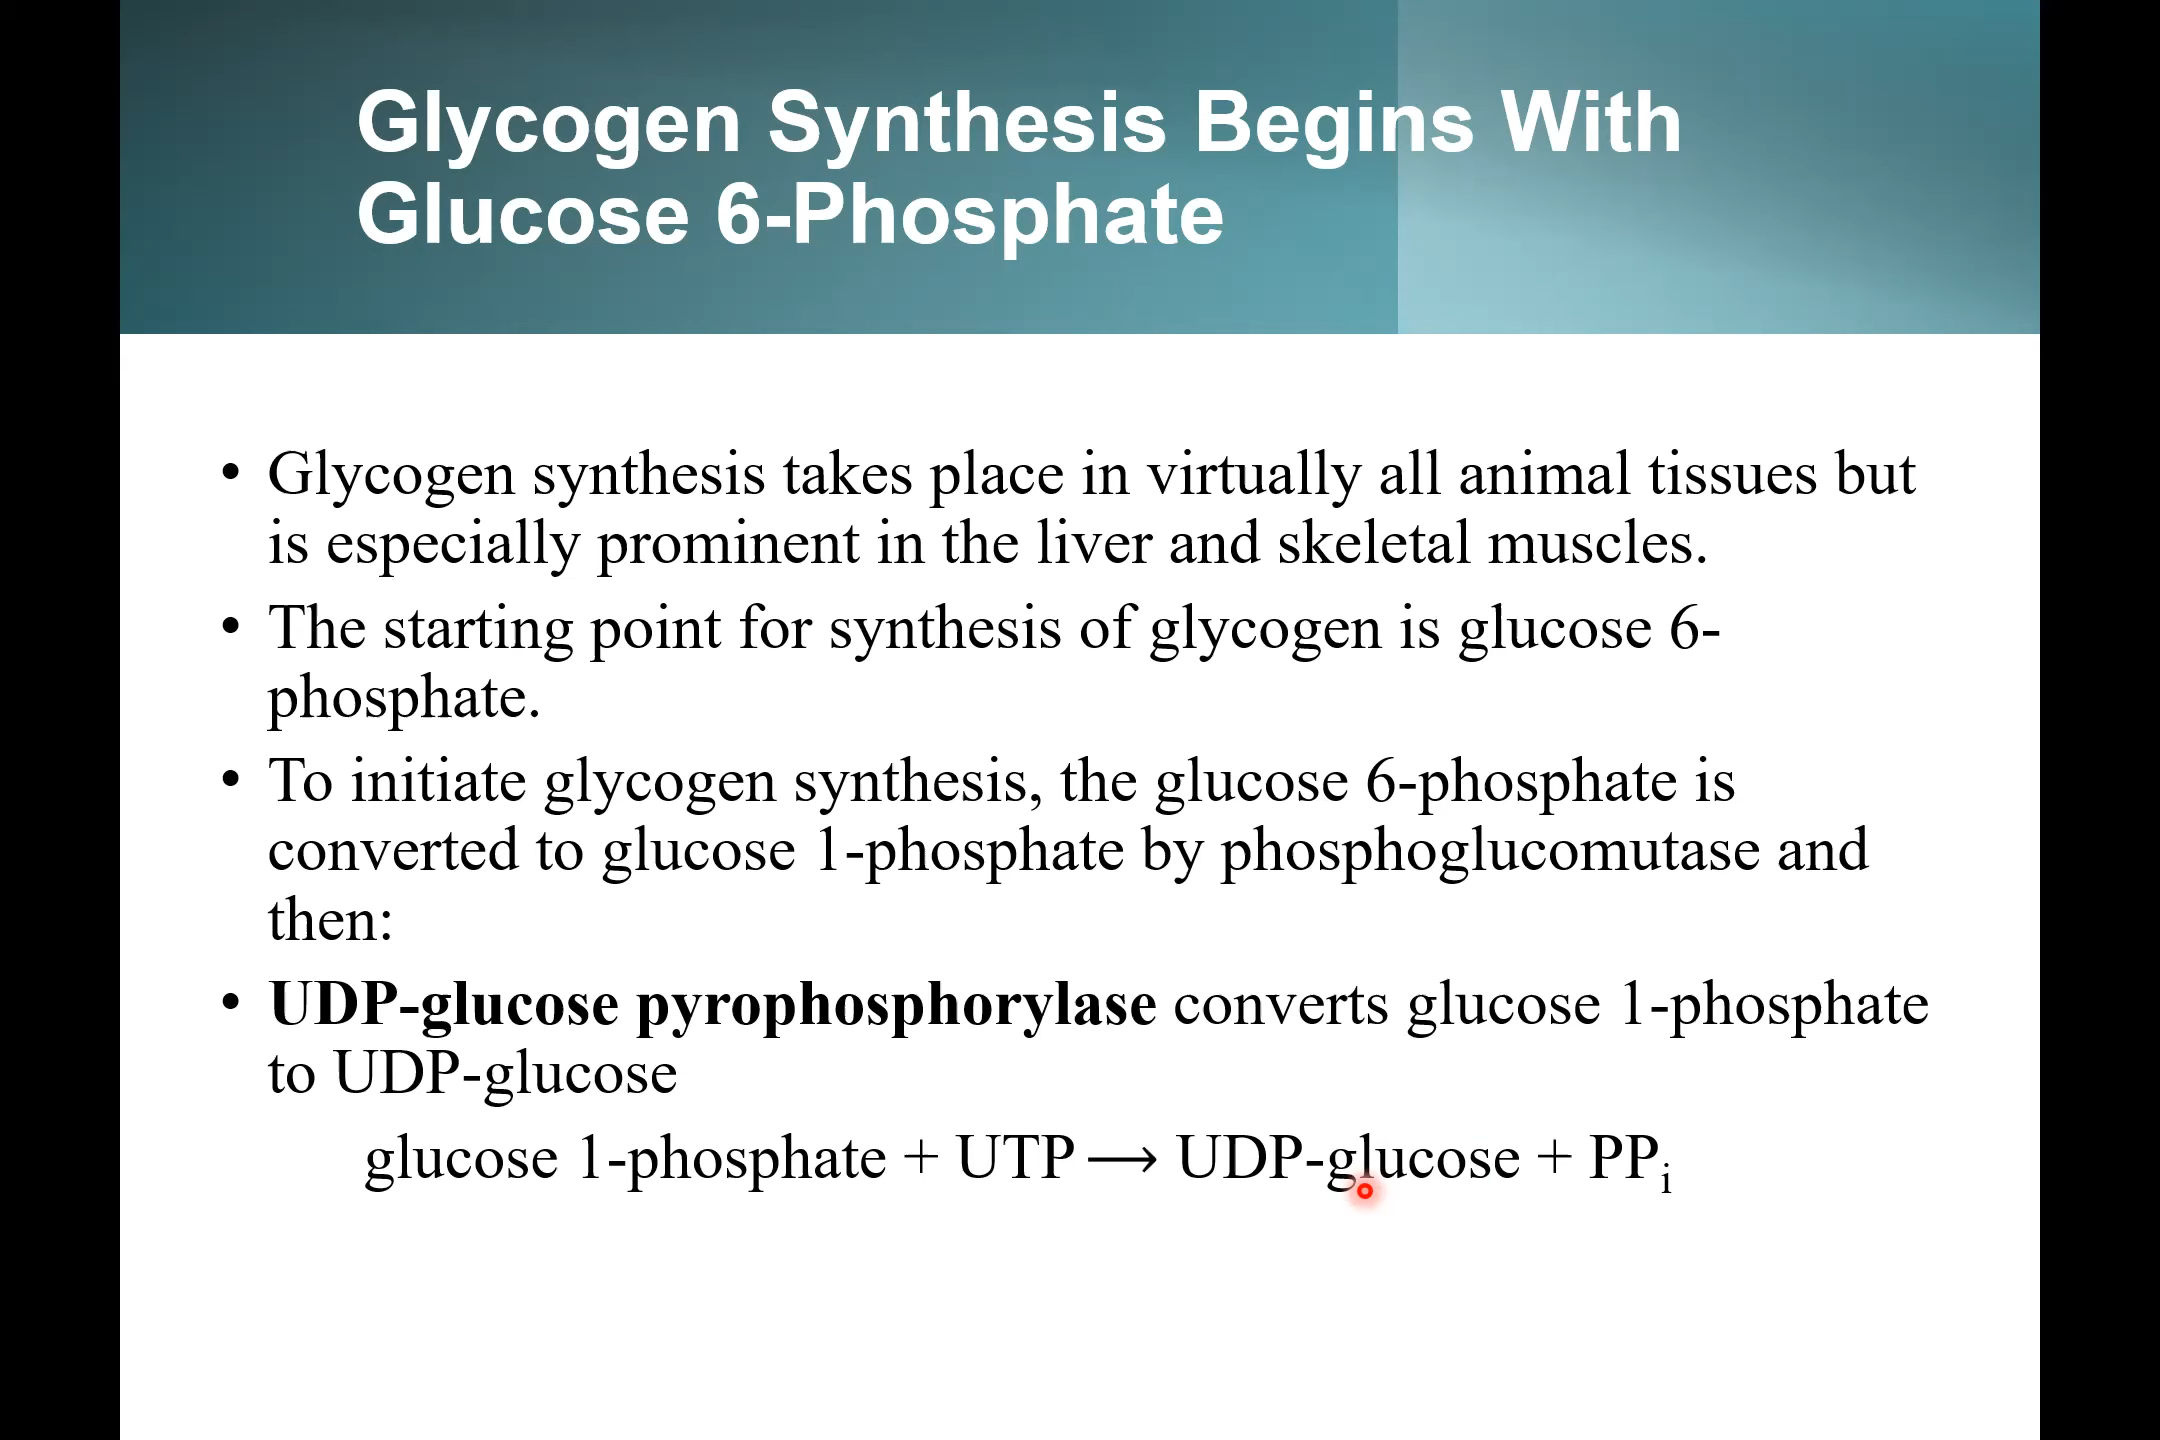 Glycogen Synthesis Begins With
Glucose 6-Phosphate
• Glycogen synthesis takes place in virtually all animal tissues but
is especially prominent in the liver and skeletal muscles.
• The starting point for synthesis of glycogen is glucose 6-
phosphate.
• To initiate glycogen synthesis, the glucose 6-phosphate is
converted to glucose 1-phosphate by phosphoglucomutase and
then:
• UDP-glucose pyrophosphorylase converts glucose 1-phosphate
to UDP-glucose
glucose 1-phosphate + UTP ⟶ UDP-glucose + PPi